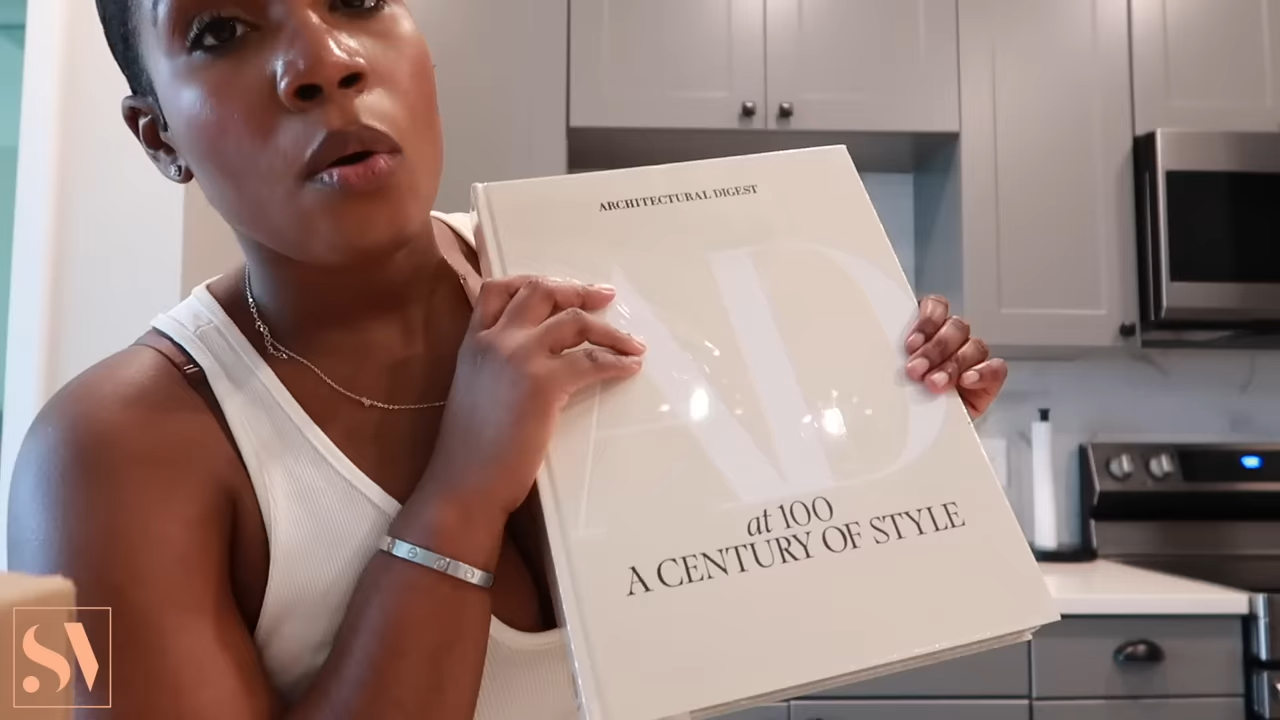 ARCHITECTURAL DIGEST
AD
at 100
A CENTURY OF STYLE
SV